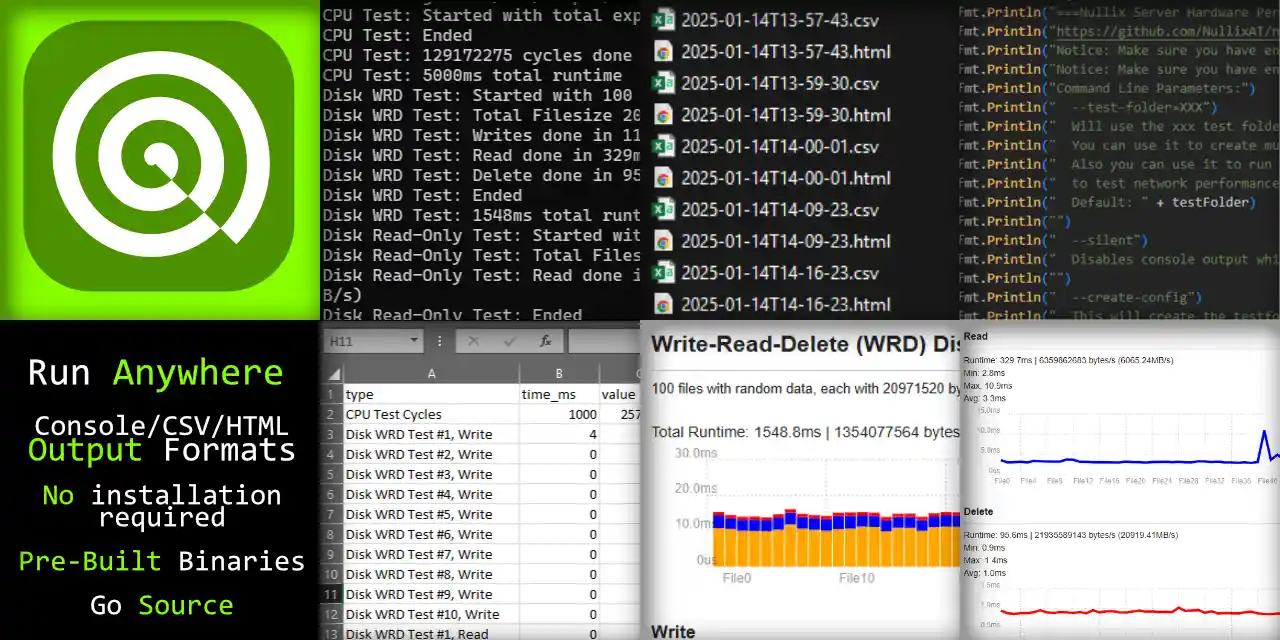 CPU Test: Started with total exp
CPU Test: Ended
CPU Test: 129172275 cycles done
CPU Test: 5000ms total runtime
Disk WRD Test: Started with 100
Disk WRD Test: Total Filesize 20
Disk WRD Test: Writes done in 11
Disk WRD Test: Read done in 329m
Disk WRD Test: Delete done in 95
Disk WRD Test: Ended
Disk WRD Test: 1548ms total runt
Disk Read-Only Test: Started wit
Disk Read-Only Test: Total Files
Disk Read-Only Test: Read done i
B/s)
Disk Read-Only Test: Ended
2025-01-14T13-57-43.csv
2025-01-14T13-57-43.html
2025-01-14T13-59-30.csv
2025-01-14T13-59-30.html
2025-01-14T14-00-01.csv
2025-01-14T14-00-01.html
2025-01-14T14-09-23.csv
2025-01-14T14-09-23.html
2025-01-14T14-16-23.csv
2025-01-14T14-16-23.html
fmt.Println("===Nullix Server Hardware Per
fmt.Println("https://github.com/NullixAT/n
fmt.Println("Notice: Make sure you have en
fmt.Println("Notice: Make sure you have en
fmt.Println("Command Line Parameters:")
fmt.Println("  --test-folder=XXX")
fmt.Println("  Will use the xxx test folde
fmt.Println("  You can use it to create mu
fmt.Println("  Also you can use it to run
fmt.Println("  to test network performance
fmt.Println("  Default: " + testFolder)
fmt.Println("")
fmt.Println("  --silent")
fmt.Println("  Disables console output whi
fmt.Println("")
fmt.Println("  --create-config")
fmt.Println("  This will create the testfo
Run Anywhere
Console/CSV/HTML
Output Formats
No installation
required
Pre-Built Binaries
Go Source
H11 fx
A B C
1 type time_ms value
2 CPU Test Cycles 1000 257
3 Disk WRD Test #1, Write 4
4 Disk WRD Test #2, Write 0
5 Disk WRD Test #3, Write 0
6 Disk WRD Test #4, Write 0
7 Disk WRD Test #5, Write 0
8 Disk WRD Test #6, Write 0
9 Disk WRD Test #7, Write 0
10 Disk WRD Test #8, Write 0
11 Disk WRD Test #9, Write 0
12 Disk WRD Test #10, Write 0
13 Disk WRD Test #1, Read 0
Write-Read-Delete (WRD) Dis
100 files with random data, each with 20971520 by
Total Runtime: 1548.8ms | 1354077564 bytes
30.0ms
20.0ms
10.0ms
0us
File0 File10
Write
Read
Runtime: 329.7ms | 6359862683 bytes/s (6065.24MB/s)
Min: 2.8ms
Max: 10.9ms
Avg: 3.3ms
15.0ms
10.0ms
5.0ms
0us
File0 File4 File8 File12 File16 File20 File24 File28 File32 File36 File40
Delete
Runtime: 95.6ms | 21935589143 bytes/s (20919.41MB/s)
Min: 0.9ms
Max: 1.4ms
Avg: 1.0ms
1.5ms
1.0ms
0.5ms